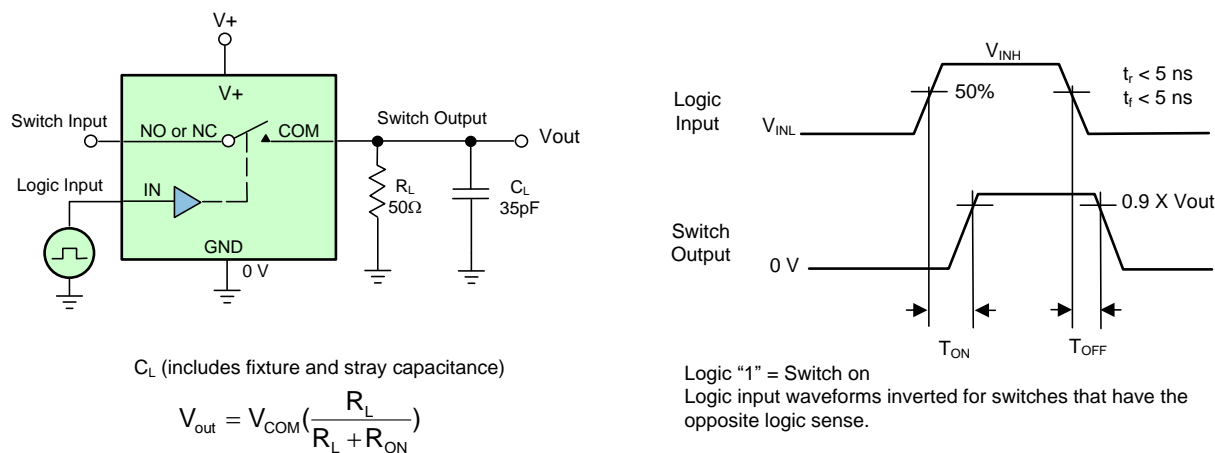 V+
V+
Switch Input
NO or NC
COM
Switch Output
Vout
Logic Input
IN
R_L
50Ω
C_L
35pF
GND
0 V
C_L (includes fixture and stray capacitance)
V_out = V_COM(R_L / R_L + R_ON)
V_INH
t_r < 5 ns
t_f < 5 ns
50%
Logic
Input
V_INL
0.9 X Vout
Switch
Output
0 V
T_ON
T_OFF
Logic “1” = Switch on
Logic input waveforms inverted for switches that have the
opposite logic sense.